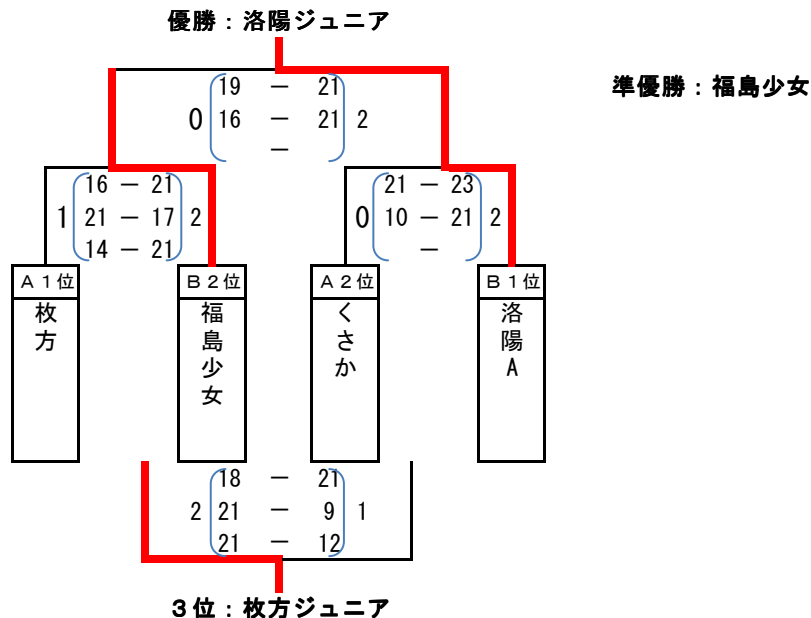 優勝：洛陽ジュニア
準優勝：福島少女
19 － 21
0 16 － 21 2
－
16 － 21
1 21 － 17 2
14 － 21
21 － 23
0 10 － 21 2
－
Ａ１位
Ｂ２位
Ａ２位
Ｂ１位
枚方
福島少女
くさか
洛陽Ａ
18 － 21
2 21 － 9 1
21 － 12
３位：枚方ジュニア